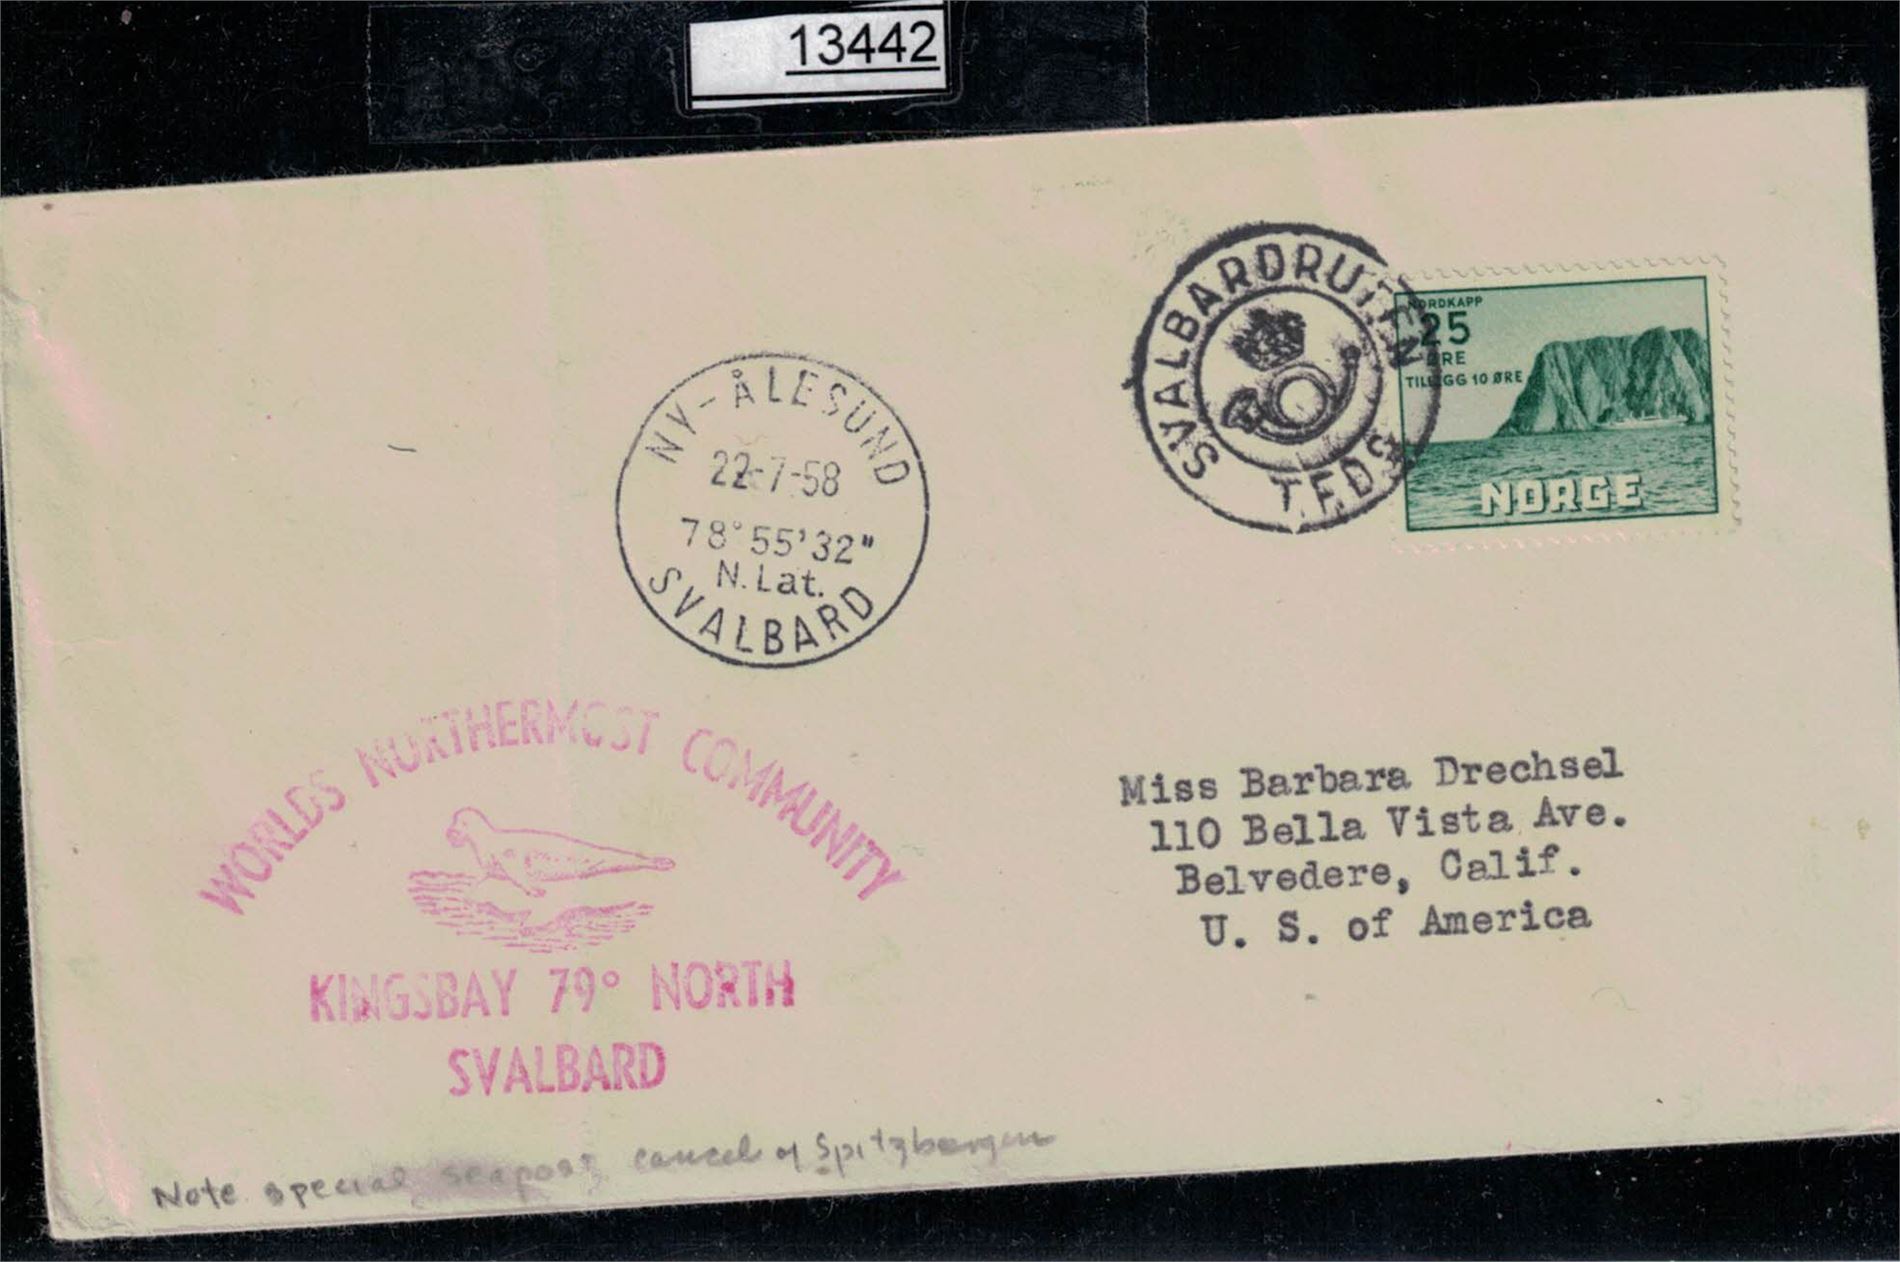 13442
SVALBARDRUTEN
T.F.D.S.
NORDKAPP
25
ØRE
TILLEGG 10 ØRE
NORGE
NY-ÅLESUND
22-7-58
78°55'32"
N.Lat.
SVALBARD
WORLDS NORTHERMOST COMMUNITY
KINGSBAY 79° NORTH
SVALBARD
Miss Barbara Drechsel
110 Bella Vista Ave.
Belvedere, Calif.
U. S. of America
Note special seapost cancel of Spitzbergen